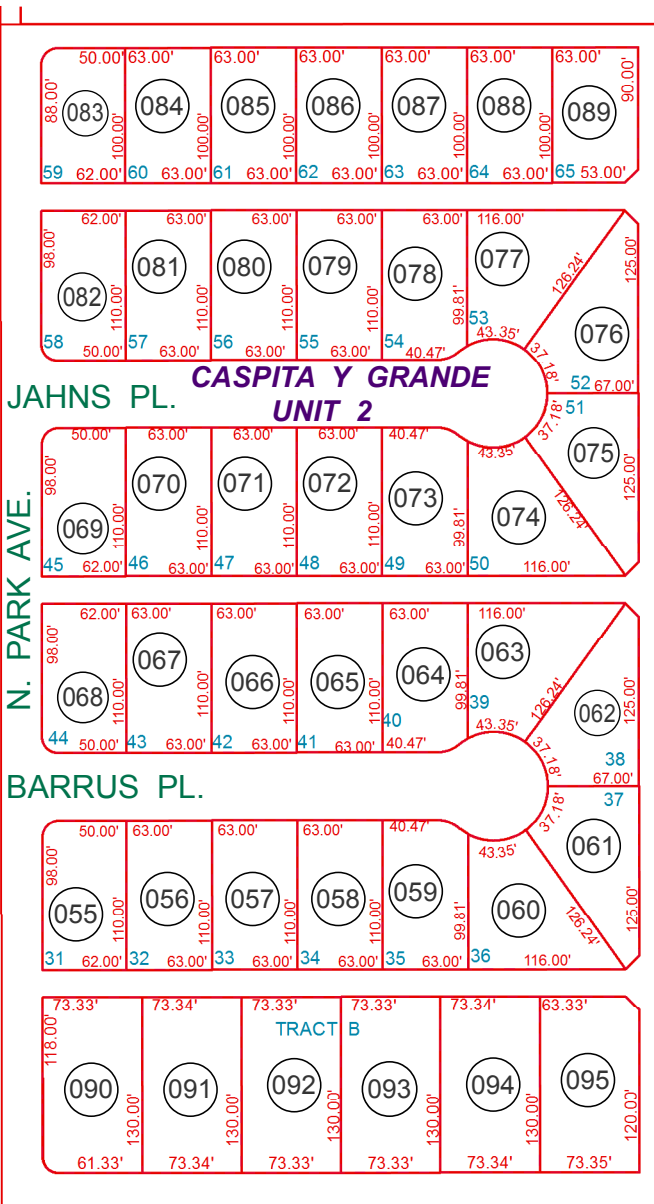 50.00' 63.00' 63.00' 63.00' 63.00' 63.00' 63.00'
88.00' 083 100.00' 084 100.00' 085 100.00' 086 100.00' 087 100.00' 088 100.00' 089 90.00'
59 62.00' 60 63.00' 61 63.00' 62 63.00' 63 63.00' 64 63.00' 65 53.00'
62.00' 63.00' 63.00' 63.00' 63.00' 116.00'
98.00' 082 110.00' 081 110.00' 080 110.00' 079 110.00' 078 99.81' 077 126.24' 076 125.00'
58 50.00' 57 63.00' 56 63.00' 55 63.00' 54 40.47' 53 43.35' 37.18' 52 67.00'
CASPITA Y GRANDE
UNIT 2
JAHNS PL.
N. PARK AVE.
50.00' 63.00' 63.00' 63.00' 40.47' 43.35' 37.18' 51
98.00' 069 110.00' 070 110.00' 071 110.00' 072 110.00' 073 99.81' 074 126.24' 075 125.00'
45 62.00' 46 63.00' 47 63.00' 48 63.00' 49 63.00' 50 116.00'
62.00' 63.00' 63.00' 63.00' 63.00' 116.00'
98.00' 068 110.00' 067 110.00' 066 110.00' 065 110.00' 064 99.81' 063 126.24' 062 125.00'
44 50.00' 43 63.00' 42 63.00' 41 63.00' 40 40.47' 39 43.35' 37.18' 38 67.00'
BARRUS PL.
50.00' 63.00' 63.00' 63.00' 40.47' 43.35' 37.18' 37
98.00' 055 110.00' 056 110.00' 057 110.00' 058 110.00' 059 99.81' 060 126.24' 061 125.00'
31 62.00' 32 63.00' 33 63.00' 34 63.00' 35 63.00' 36 116.00'
73.33' 73.34' 73.33' 73.33' 73.34' 63.33'
TRACT B
118.00' 090 130.00' 091 130.00' 092 130.00' 093 130.00' 094 130.00' 095 120.00'
61.33' 73.34' 73.33' 73.33' 73.34' 73.35'